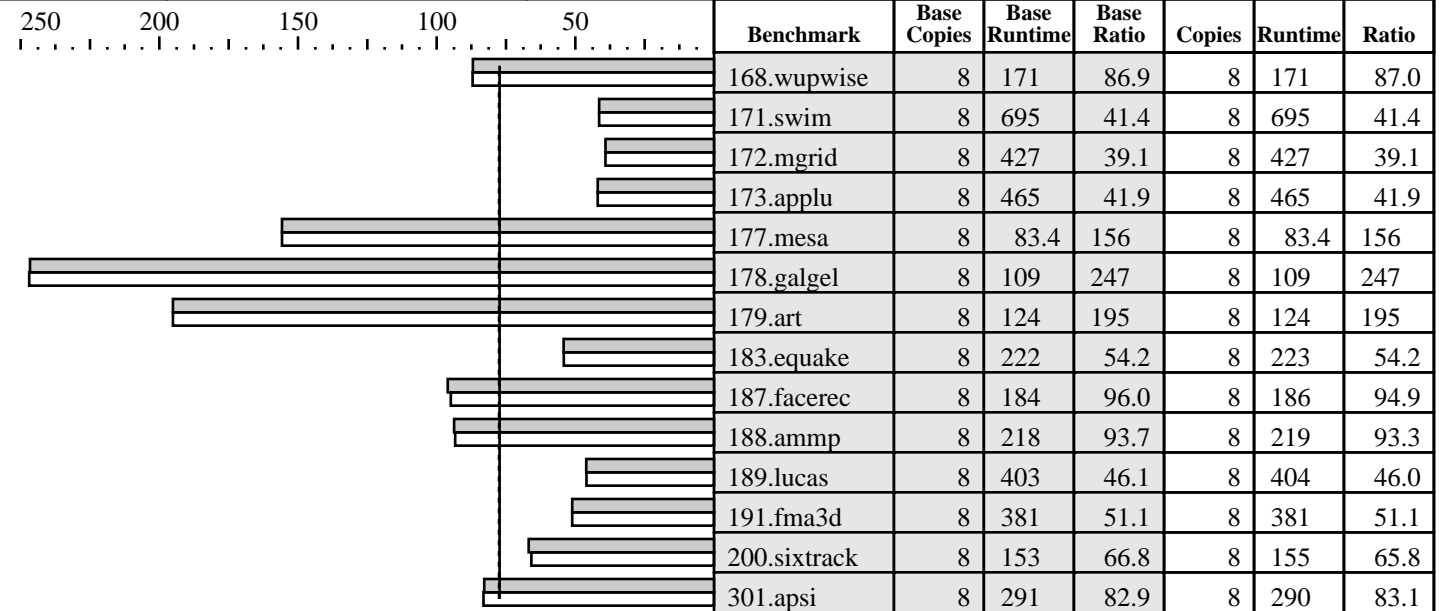 250 200 150 100 50
Benchmark Base Copies Base Runtime Base Ratio Copies Runtime Ratio
168.wupwise 8 171 86.9 8 171 87.0
171.swim 8 695 41.4 8 695 41.4
172.mgrid 8 427 39.1 8 427 39.1
173.applu 8 465 41.9 8 465 41.9
177.mesa 8 83.4 156 8 83.4 156
178.galgel 8 109 247 8 109 247
179.art 8 124 195 8 124 195
183.equake 8 222 54.2 8 223 54.2
187.facerec 8 184 96.0 8 186 94.9
188.ammp 8 218 93.7 8 219 93.3
189.lucas 8 403 46.1 8 404 46.0
191.fma3d 8 381 51.1 8 381 51.1
200.sixtrack 8 153 66.8 8 155 65.8
301.apsi 8 291 82.9 8 290 83.1